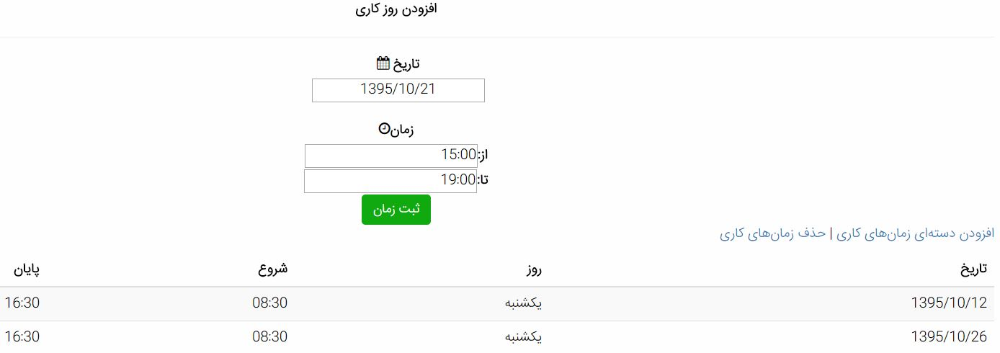 افزودن روز کاری
تاریخ
1395/10/21
زمان
از: 15:00
تا: 19:00
ثبت زمان
افزودن دسته‌ای زمان‌های کاری | حذف زمان‌های کاری
تاریخ روز شروع پایان
1395/10/12 یکشنبه 08:30 16:30
1395/10/26 یکشنبه 08:30 16:30